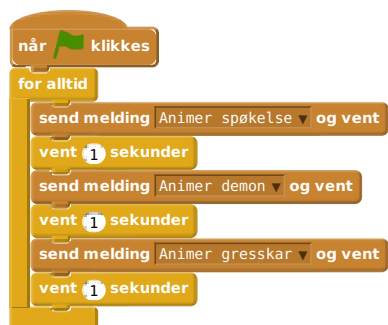 når klikkes
for alltid
send melding Animer spøkelse og vent
vent 1 sekunder
send melding Animer demon og vent
vent 1 sekunder
send melding Animer gresskar og vent
vent 1 sekunder